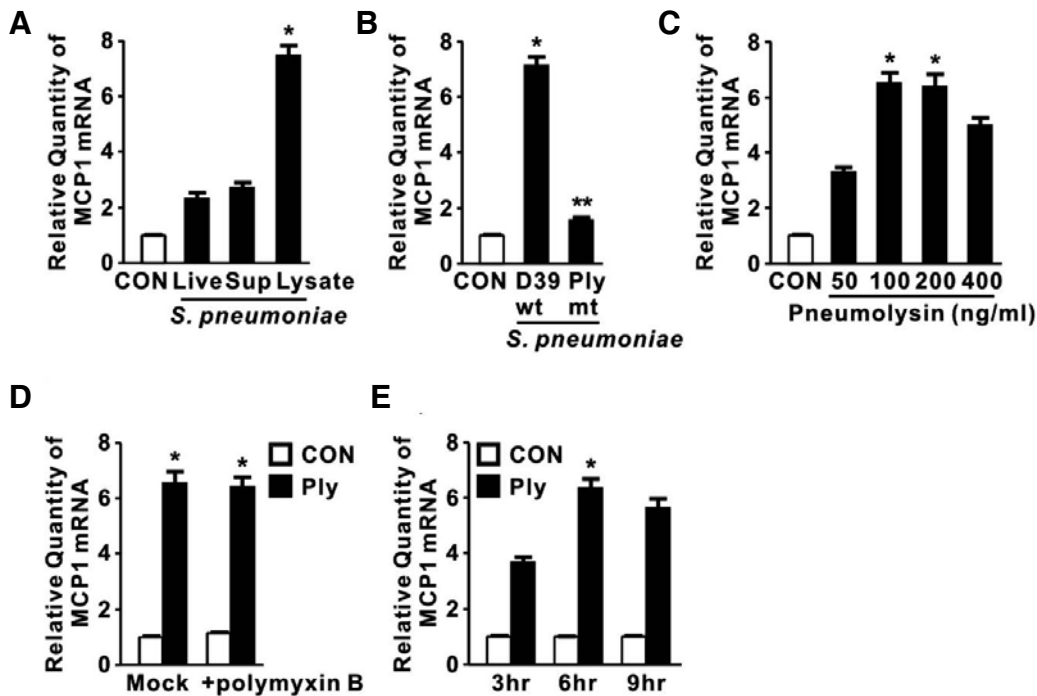 A
Relative Quantity of
MCP1 mRNA
8
6
4
2
0
*
CON Live Sup Lysate
S. pneumoniae
B
Relative Quantity of
MCP1 mRNA
8
6
4
2
0
*
**
CON D39 Ply
wt mt
S. pneumoniae
C
Relative Quantity of
MCP1 mRNA
8
6
4
2
0
* *
CON 50 100 200 400
Pneumolysin (ng/ml)
D
Relative Quantity of
MCP1 mRNA
8
6
4
2
0
* *
CON
Ply
Mock +polymyxin B
E
Relative Quantity of
MCP1 mRNA
8
6
4
2
0
CON
Ply
*
3hr 6hr 9hr